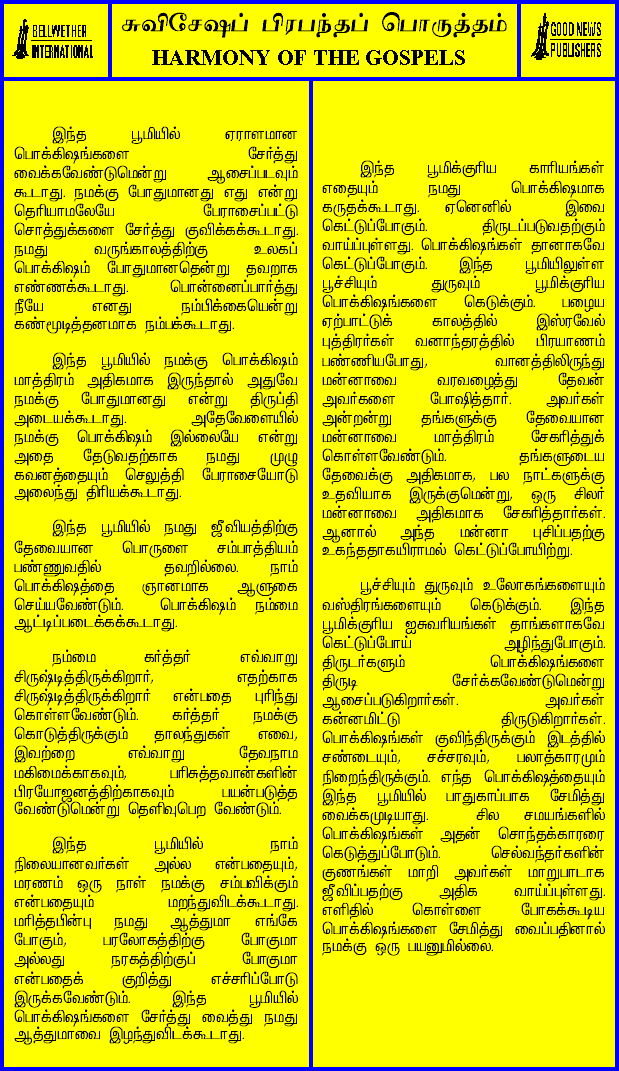 BELLWETHER
INTERNATIONAL
சுவிசேஷப் பிரபந்தப் பொருத்தம்
HARMONY OF THE GOSPELS
GOOD NEWS
PUBLISHERS
இந்த பூமியில் ஏராளமான
பொக்கிஷங்களை சேர்த்து
வைக்கவேண்டுமென்று ஆசைப்படவும்
கூடாது. நமக்கு போதுமானது எது என்று
தெரியாமலேயே பேராசைப்பட்டு
சொத்துக்களை சேர்த்து குவிக்கக்கூடாது.
நமது வருங்காலத்திற்கு உலகப்
பொக்கிஷம் போதுமானதென்று தவறாக
எண்ணக்கூடாது. பொன்னைப்பார்த்து
நீயே எனது நம்பிக்கையென்று
கண்மூடித்தனமாக நம்பக்கூடாது.
இந்த பூமியில் நமக்கு பொக்கிஷம்
மாத்திரம் அதிகமாக இருந்தால் அதுவே
நமக்கு போதுமானது என்று திருப்தி
அடையக்கூடாது. அதேவேளையில்
நமக்கு பொக்கிஷம் இல்லையே என்று
அதை தேடுவதற்காக நமது முழு
கவனத்தையும் செலுத்தி பேராசையோடு
அலைந்து திரியக்கூடாது.
இந்த பூமியில் நமது ஜீவியத்திற்கு
தேவையான பொருளை சம்பாத்தியம்
பண்ணுவதில் தவறில்லை. நாம்
பொக்கிஷத்தை ஞானமாக ஆளுகை
செய்யவேண்டும். பொக்கிஷம் நம்மை
ஆட்டிப்படைக்கக்கூடாது.
நம்மை கர்த்தர் எவ்வாறு
சிருஷ்டித்திருக்கிறார், எதற்காக
சிருஷ்டித்திருக்கிறார் என்பதை புரிந்து
கொள்ளவேண்டும். கர்த்தர் நமக்கு
கொடுத்திருக்கும் தாலந்துகள் எவை,
இவற்றை எவ்வாறு தேவநாம
மகிமைக்காகவும், பரிசுத்தவான்களின்
பிரயோஜனத்திற்காகவும் பயன்படுத்த
வேண்டுமென்று தெளிவுபெற வேண்டும்.
இந்த பூமியில் நாம்
நிலையானவர்கள் அல்ல என்பதையும்,
மரணம் ஒரு நாள் நமக்கு சம்பவிக்கும்
என்பதையும் மறந்துவிடக்கூடாது.
மரித்தபின்பு நமது ஆத்துமா எங்கே
போகும், பரலோகத்திற்கு போகுமா
அல்லது நரகத்திற்குப் போகுமா
என்பதைக் குறித்து எச்சரிப்போடு
இருக்கவேண்டும். இந்த பூமியில்
பொக்கிஷங்களை சேர்த்து வைத்து நமது
ஆத்துமாவை இழந்துவிடக்கூடாது.
இந்த பூமிக்குரிய காரியங்கள்
எதையும் நமது பொக்கிஷமாக
கருதக்கூடாது. ஏனெனில் இவை
கெட்டுப்போகும். திருடப்படுவதற்கும்
வாய்ப்புள்ளது. பொக்கிஷங்கள் தானாகவே
கெட்டுப்போகும். இந்த பூமியிலுள்ள
பூச்சியும் துருவும் பூமிக்குரிய
பொக்கிஷங்களை கெடுக்கும். பழைய
ஏற்பாட்டுக் காலத்தில் இஸ்ரவேல்
புத்திரர்கள் வனாந்தரத்தில் பிரயாணம்
பண்ணியபோது, வானத்திலிருந்து
மன்னாவை வரவழைத்து தேவன்
அவர்களை போஷித்தார். அவர்கள்
அன்றன்று தங்களுக்கு தேவையான
மன்னாவை மாத்திரம் சேகரித்துக்
கொள்ளவேண்டும். தங்களுடைய
தேவைக்கு அதிகமாக, பல நாட்களுக்கு
உதவியாக இருக்குமென்று, ஒரு சிலர்
மன்னாவை அதிகமாக சேகரித்தார்கள்.
ஆனால் அந்த மன்னா புசிப்பதற்கு
உகந்ததாகயிராமல் கெட்டுப்போயிற்று.
பூச்சியும் துருவும் உலோகங்களையும்
வஸ்திரங்களையும் கெடுக்கும். இந்த
பூமிக்குரிய ஐசுவரியங்கள் தாங்களாகவே
கெட்டுப்போய் அழிந்துபோகும்.
திருடர்களும் பொக்கிஷங்களை
திருடி சேர்க்கவேண்டுமென்று
ஆசைப்படுகிறார்கள். அவர்கள்
கன்னமிட்டு திருடுகிறார்கள்.
பொக்கிஷங்கள் குவிந்திருக்கும் இடத்தில்
சண்டையும், சச்சரவும், பலாத்காரமும்
நிறைந்திருக்கும். எந்த பொக்கிஷத்தையும்
இந்த பூமியில் பாதுகாப்பாக சேமித்து
வைக்கமுடியாது. சில சமயங்களில்
பொக்கிஷங்கள் அதன் சொந்தக்காரரை
கெடுத்துப்போடும். செல்வந்தர்களின்
குணங்கள் மாறி அவர்கள் மாறுபாடாக
ஜீவிப்பதற்கு அதிக வாய்ப்புள்ளது.
எளிதில் கொள்ளை போகக்கூடிய
பொக்கிஷங்களை சேமித்து வைப்பதினால்
நமக்கு ஒரு பயனுமில்லை.